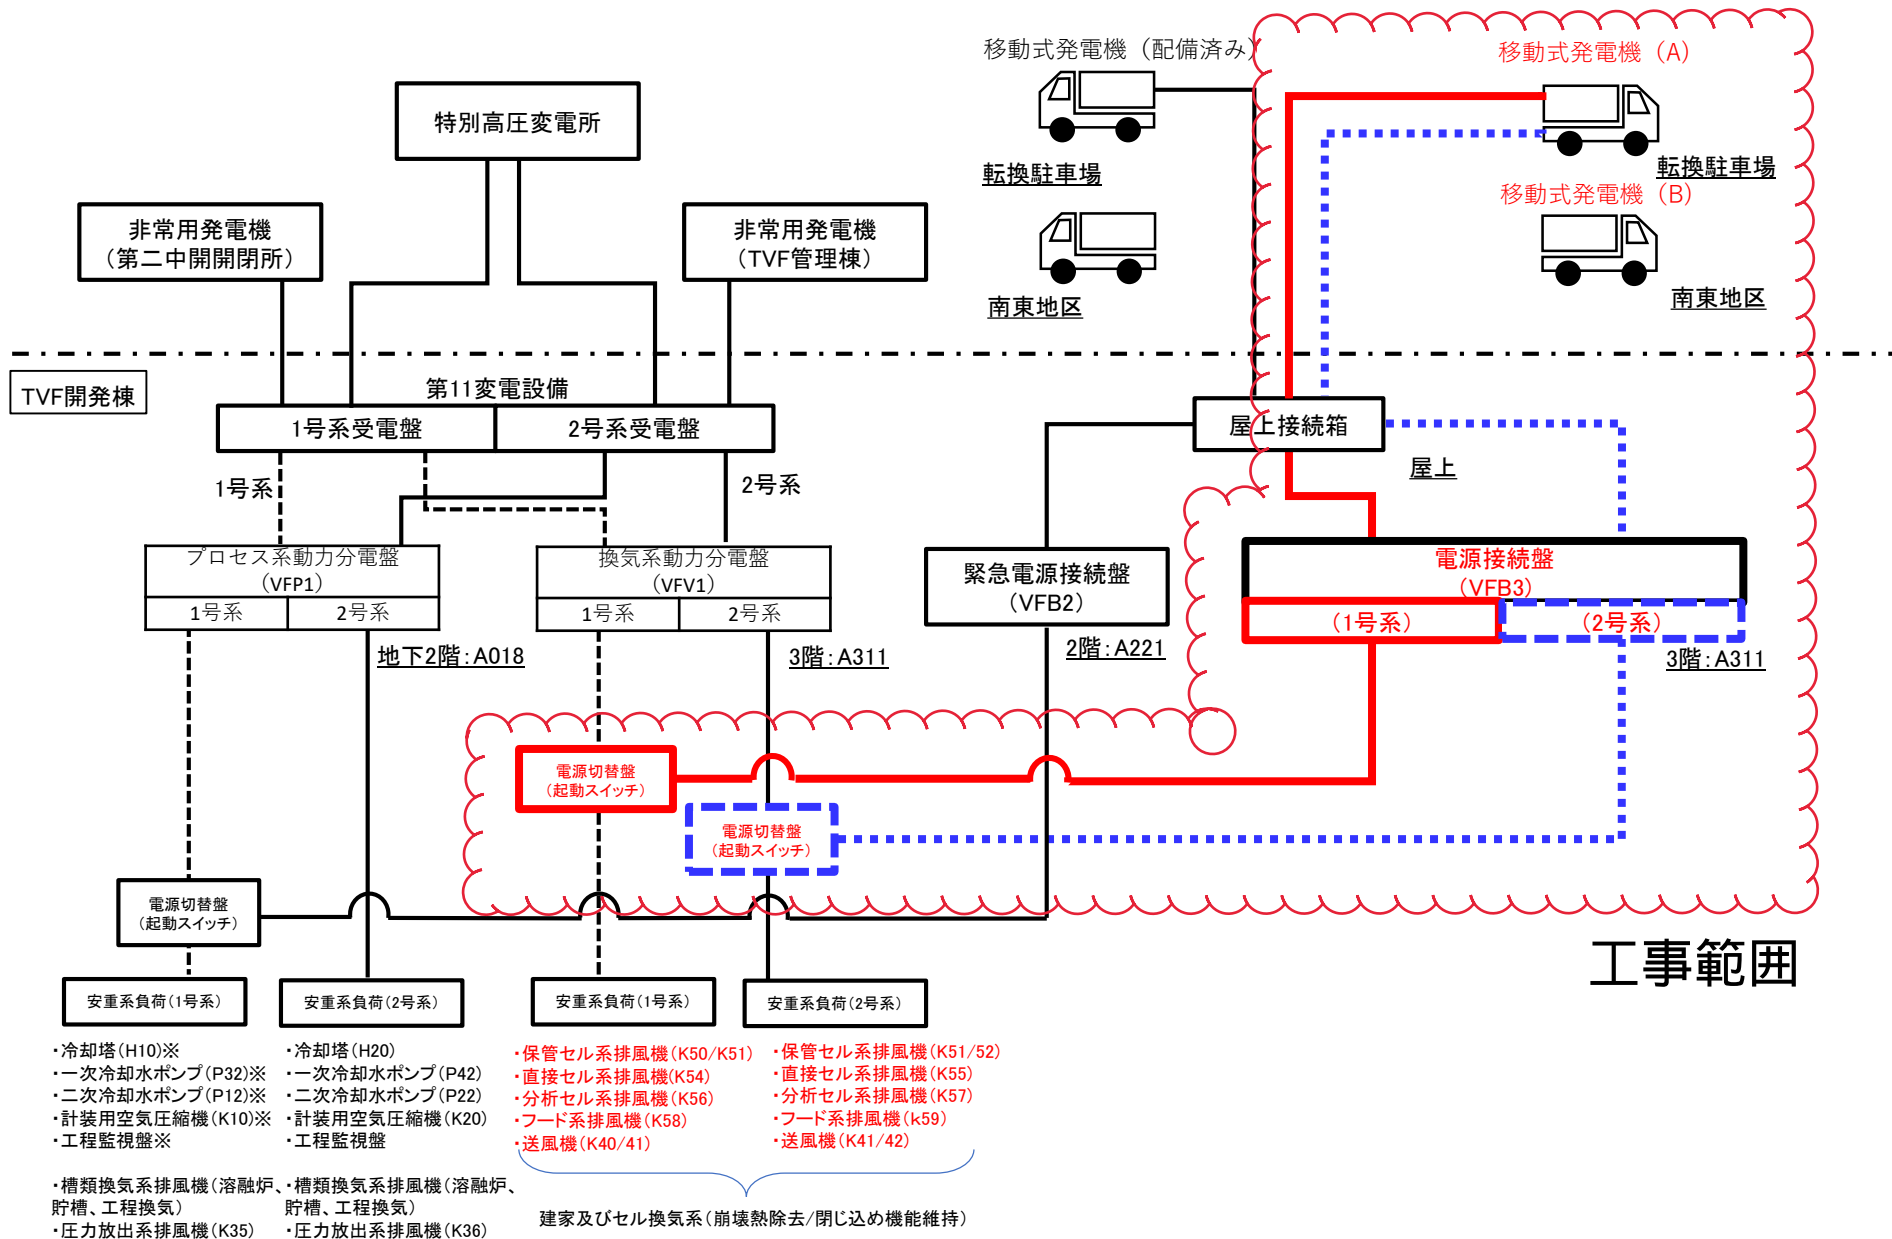 移動式発電機（配備済み）
移動式発電機（A）
特別高圧変電所
転換駐車場
転換駐車場
移動式発電機（B）
非常用発電機
（第二中開開閉所）
非常用発電機
（TVF管理棟）
南東地区
南東地区
TVF開発棟
第11変電設備
1号系受電盤
2号系受電盤
屋上接続箱
屋上
1号系
2号系
プロセス系動力分電盤
（VFP1）
1号系
2号系
換気系動力分電盤
（VFV1）
1号系
2号系
緊急電源接続盤
（VFB2）
電源接続盤
（VFB3）
（1号系）
（2号系）
地下2階：A018
3階：A311
2階：A221
3階：A311
電源切替盤
（起動スイッチ）
電源切替盤
（起動スイッチ）
電源切替盤
（起動スイッチ）
工事範囲
安重系負荷（1号系）
安重系負荷（2号系）
安重系負荷（1号系）
安重系負荷（2号系）
・冷却塔（H10）※
・一次冷却水ポンプ（P32）※
・二次冷却水ポンプ（P12）※
・計装用空気圧縮機（K10）※
・工程監視盤※
・槽類換気系排風機（溶融炉、
貯槽、工程換気）
・圧力放出系排風機（K35）
・冷却塔（H20）
・一次冷却水ポンプ（P42）
・二次冷却水ポンプ（P22）
・計装用空気圧縮機（K20）
・工程監視盤
・槽類換気系排風機（溶融炉、
貯槽、工程換気）
・圧力放出系排風機（K36）
・保管セル系排風機（K50/K51）
・直接セル系排風機（K54）
・分析セル系排風機（K56）
・フード系排風機（K58）
・送風機（K40/41）
・保管セル系排風機（K51/52）
・直接セル系排風機（K55）
・分析セル系排風機（K57）
・フード系排風機（k59）
・送風機（K41/42）
建家及びセル換気系（崩壊熱除去/閉じ込め機能維持）